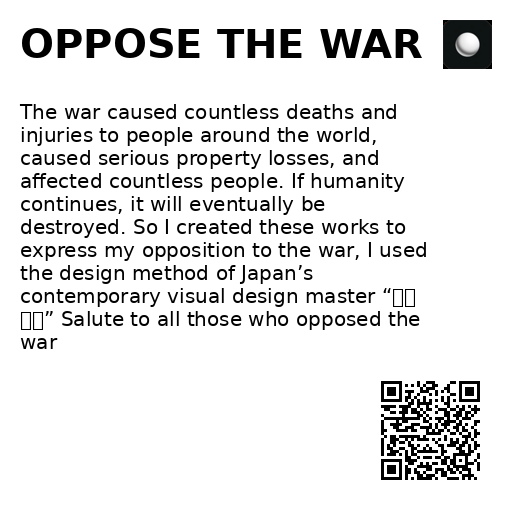 OPPOSE THE WAR
The war caused countless deaths and
injuries to people around the world,
caused serious property losses, and
affected countless people. If humanity
continues, it will eventually be
destroyed. So I created these works to
express my opposition to the war, I used
the design method of Japan’s
contemporary visual design master “
” Salute to all those who opposed the
war